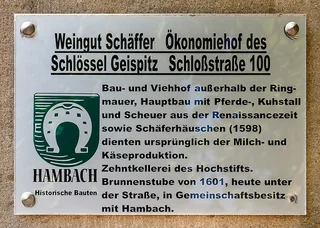 Weingut Schäffer Ökonomiehof des
Schlössel Geispitz Schloßstraße 100
Bau- und Viehhof außerhalb der Ring-
mauer, Hauptbau mit Pferde-, Kuhstall
und Scheuer aus der Renaissancezeit
sowie Schäferhäuschen (1598)
dienten ursprünglich der Milch- und
Käseproduktion.
Zehntkellerei des Hochstifts.
Brunnenstube von 1601, heute unter
der Straße, in Gemeinschaftsbesitz
mit Hambach.
HAMBACH
Historische Bauten